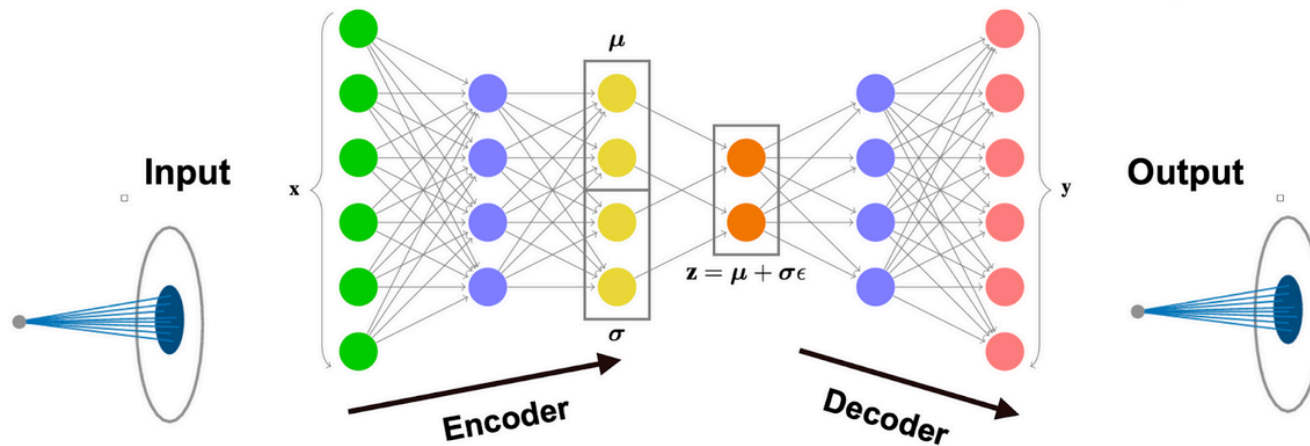 μ
Input
x
Output
y
z = μ + σϵ
σ
Encoder
Decoder